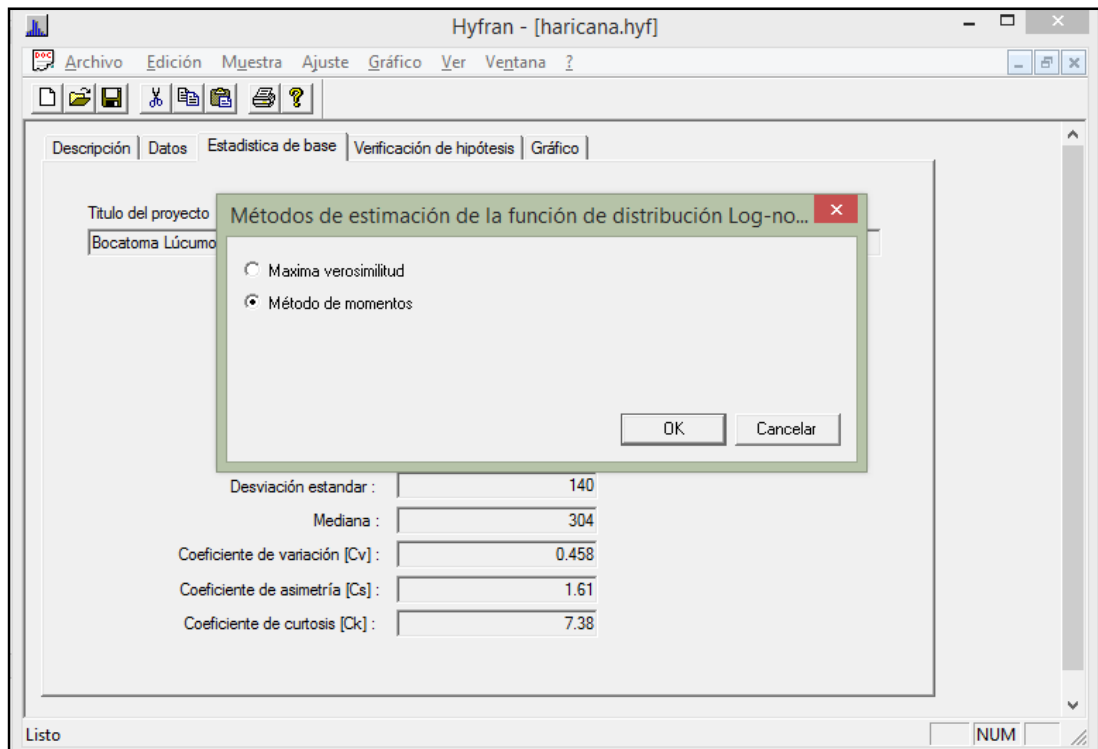 Hyfran - [haricana.hyf]
Archivo Edición Muestra Ajuste Gráfico Ver Ventana ?
Descripción Datos Estadistica de base Verificación de hipótesis Gráfico
Titulo del proyecto
Bocatoma Lúcumo
Métodos de estimación de la función de distribución Log-no...
Maxima verosimilitud
Método de momentos
OK Cancelar
Desviación estandar : 140
Mediana : 304
Coeficiente de variación [Cv] : 0.458
Coeficiente de asimetría [Cs] : 1.61
Coeficiente de curtosis [Ck] : 7.38
Listo NUM